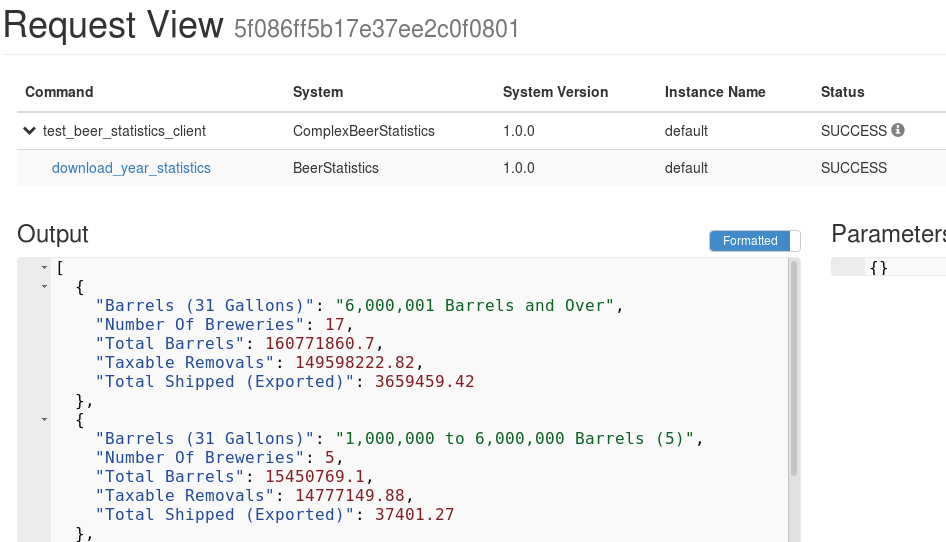 Request View 5f086ff5b17e37ee2c0f0801
Command System System Version Instance Name Status
test_beer_statistics_client ComplexBeerStatistics 1.0.0 default SUCCESS
download_year_statistics BeerStatistics 1.0.0 default SUCCESS
Output Formatted
[
{
"Barrels (31 Gallons)": "6,000,001 Barrels and Over",
"Number Of Breweries": 17,
"Total Barrels": 160771860.7,
"Taxable Removals": 149598222.82,
"Total Shipped (Exported)": 3659459.42
},
{
"Barrels (31 Gallons)": "1,000,000 to 6,000,000 Barrels (5)",
"Number Of Breweries": 5,
"Total Barrels": 15450769.1,
"Taxable Removals": 14777149.88,
"Total Shipped (Exported)": 37401.27
},
Parameters
{}